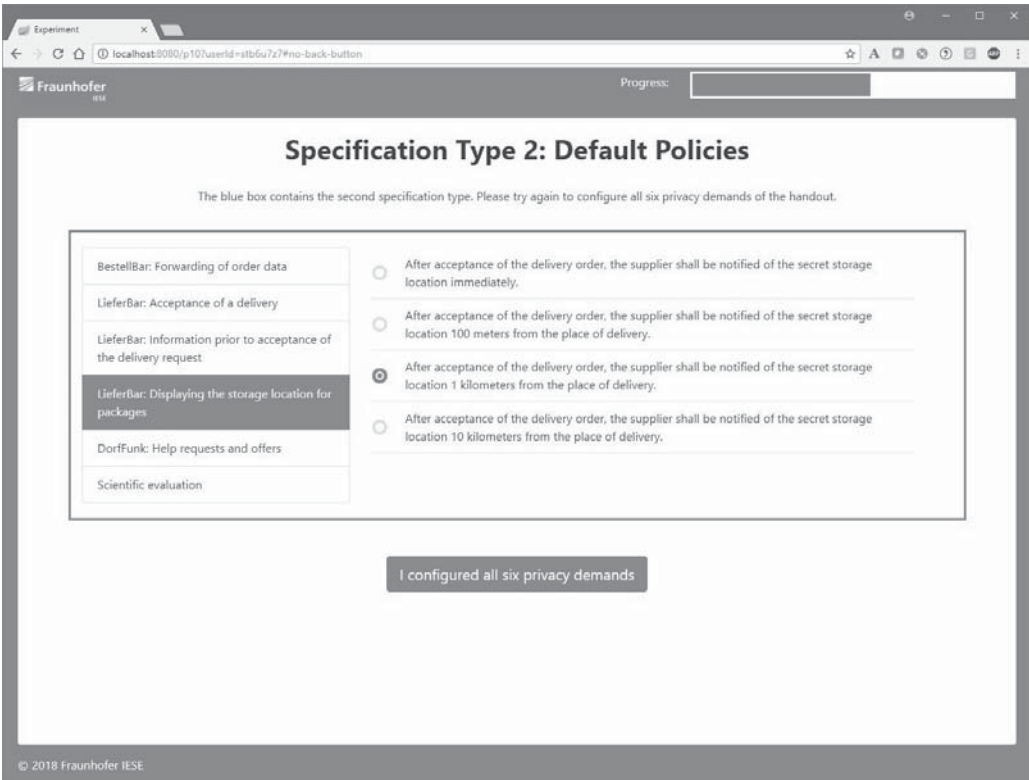 Experiment
localhost:8080/p10?userId=stb6u7z7#no-back-button
Fraunhofer
IESE
Progress:
Specification Type 2: Default Policies
The blue box contains the second specification type. Please try again to configure all six privacy demands of the handout.
BestellBar: Forwarding of order data
LieferBar: Acceptance of a delivery
LieferBar: Information prior to acceptance of
the delivery request
LieferBar: Displaying the storage location for
packages
DorfFunk: Help requests and offers
Scientific evaluation
After acceptance of the delivery order, the supplier shall be notified of the secret storage
location immediately.
After acceptance of the delivery order, the supplier shall be notified of the secret storage
location 100 meters from the place of delivery.
After acceptance of the delivery order, the supplier shall be notified of the secret storage
location 1 kilometers from the place of delivery.
After acceptance of the delivery order, the supplier shall be notified of the secret storage
location 10 kilometers from the place of delivery.
I configured all six privacy demands
© 2018 Fraunhofer IESE